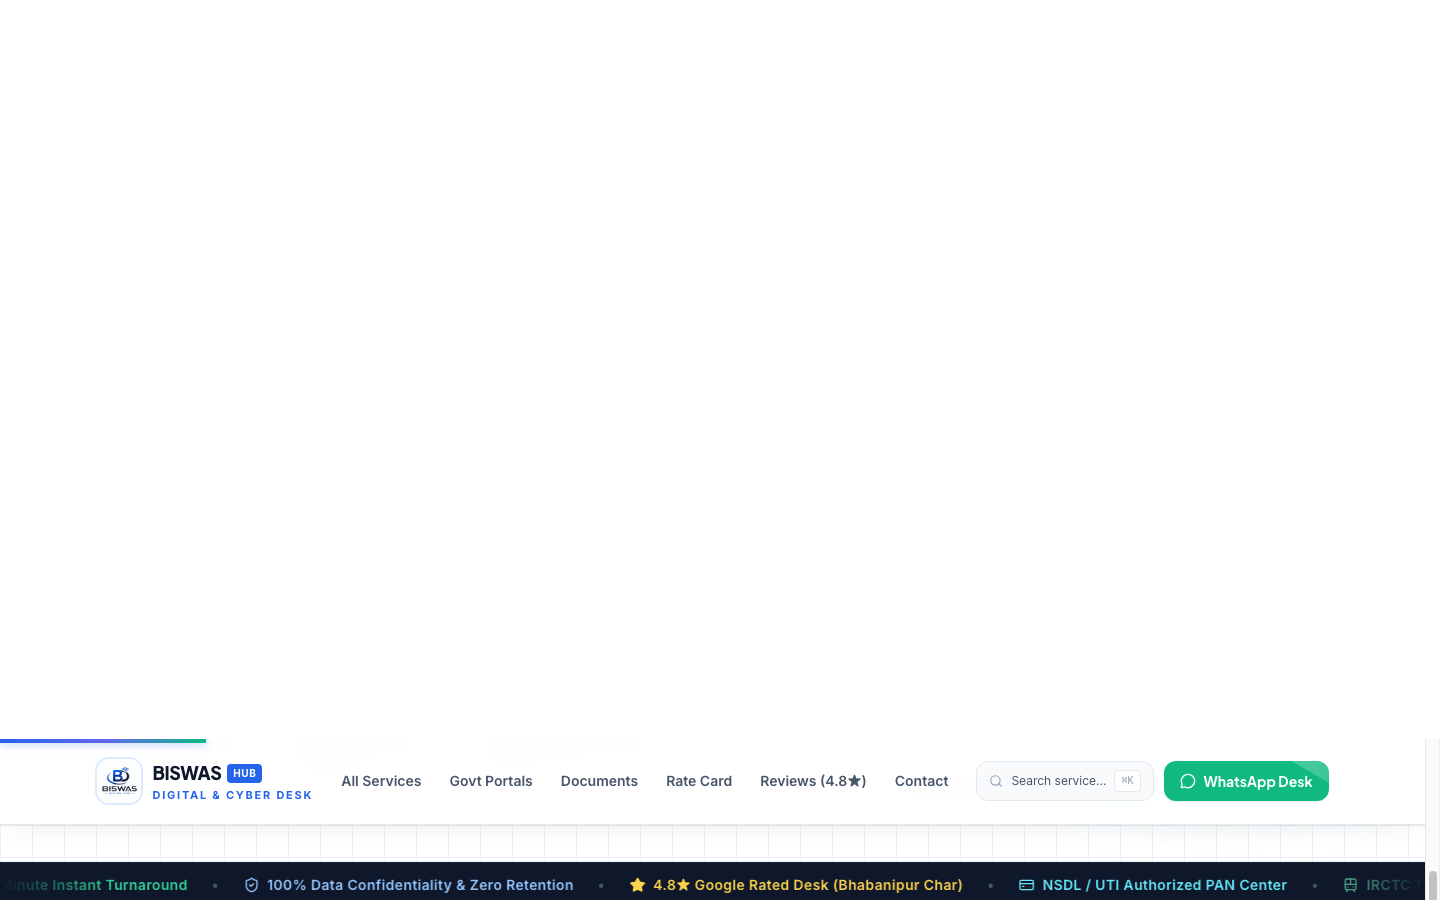 BISWAS HUB
DIGITAL & CYBER DESK
BD
BISWAS
All Services Govt Portals Documents Rate Card Reviews (4.8★) Contact
Search service... ⌘K
WhatsApp Desk
Minute Instant Turnaround • 100% Data Confidentiality & Zero Retention • 4.8★ Google Rated Desk (Bhabanipur Char) • NSDL / UTI Authorized PAN Center • IRCTC